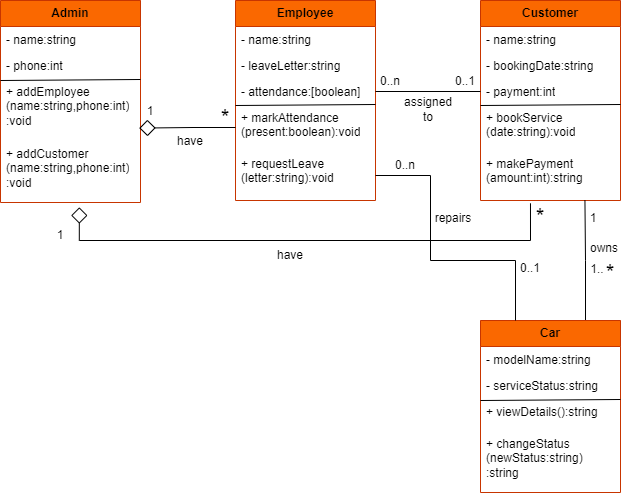 Admin
- name:string
- phone:int
+ addEmployee
(name:string,phone:int)
:void
+ addCustomer
(name:string,phone:int)
:void
Employee
- name:string
- leaveLetter:string
- attendance:[boolean]
+ markAttendance
(present:boolean):void
+ requestLeave
(letter:string):void
Customer
- name:string
- bookingDate:string
- payment:int
+ bookService
(date:string):void
+ makePayment
(amount:int):string
1
*
have
0..n
0..1
assigned
to
0..n
repairs
0..1
1
*
have
1
owns
1.. *
Car
- modelName:string
- serviceStatus:string
+ viewDetails():string
+ changeStatus
(newStatus:string)
:string